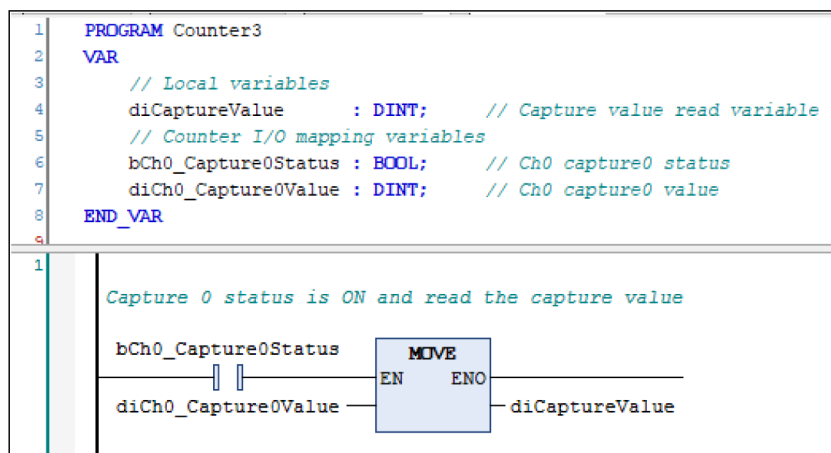 1 PROGRAM Counter3
2 VAR
3 // Local variables
4 diCaptureValue : DINT; // Capture value read variable
5 // Counter I/O mapping variables
6 bCh0_Capture0Status : BOOL; // Ch0 capture0 status
7 diCh0_Capture0Value : DINT; // Ch0 capture0 value
8 END_VAR
9
1
Capture 0 status is ON and read the capture value
bCh0_Capture0Status MOVE
EN ENO
diCh0_Capture0Value diCaptureValue